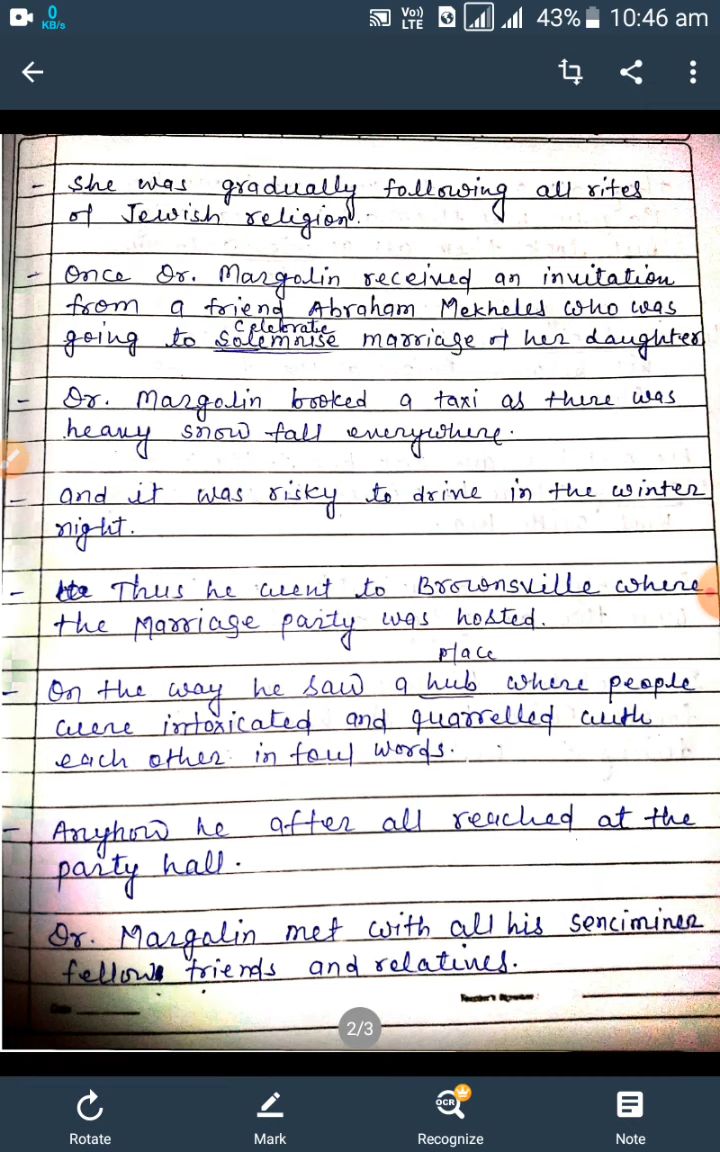 0
KB/s
Vo))
LTE
43%
10:46 am
- She was gradually following all rites
of Jewish religion.
- Once Dr. Margolin received an invitation
from a friend Abraham Mekheles who was
celebratie
going to solemnise marriage of her daughter
- Dr. Margolin booked a taxi as there was
heavy snow fall everywhere.
- and it was risky to drive in the winter
night.
- Thus he went to Brownsville where
the Marriage party was hosted.
place
- On the way he saw a hub where people
were intoxicated and quarrelled with
each other in foul words.
- Anyhow he after all reached at the
party hall.
- Dr. Margolin met with all his senciminer
fellow friends and relatives.
Teacher's Signature :
Date
2/3
OCR
Rotate
Mark
Recognize
Note